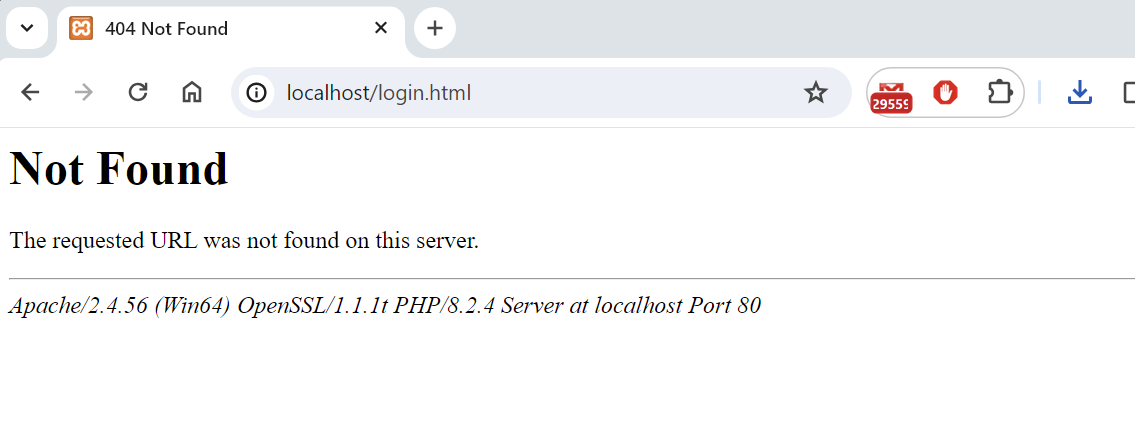 404 Not Found
localhost/login.html
29559
Not Found
The requested URL was not found on this server.
Apache/2.4.56 (Win64) OpenSSL/1.1.1t PHP/8.2.4 Server at localhost Port 80